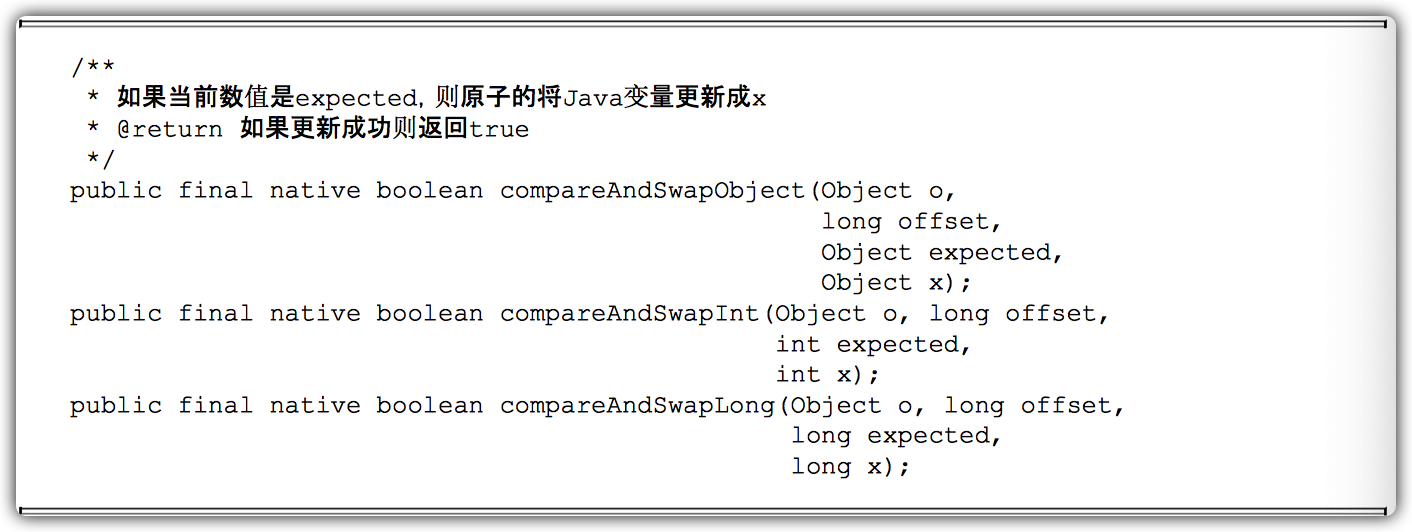 /**
 * 如果当前数值是expected，则原子的将Java变量更新成x
 * @return 如果更新成功则返回true
 */
public final native boolean compareAndSwapObject(Object o,
                                                 long offset,
                                                 Object expected,
                                                 Object x);
public final native boolean compareAndSwapInt(Object o, long offset,
                                              int expected,
                                              int x);
public final native boolean compareAndSwapLong(Object o, long offset,
                                               long expected,
                                               long x);